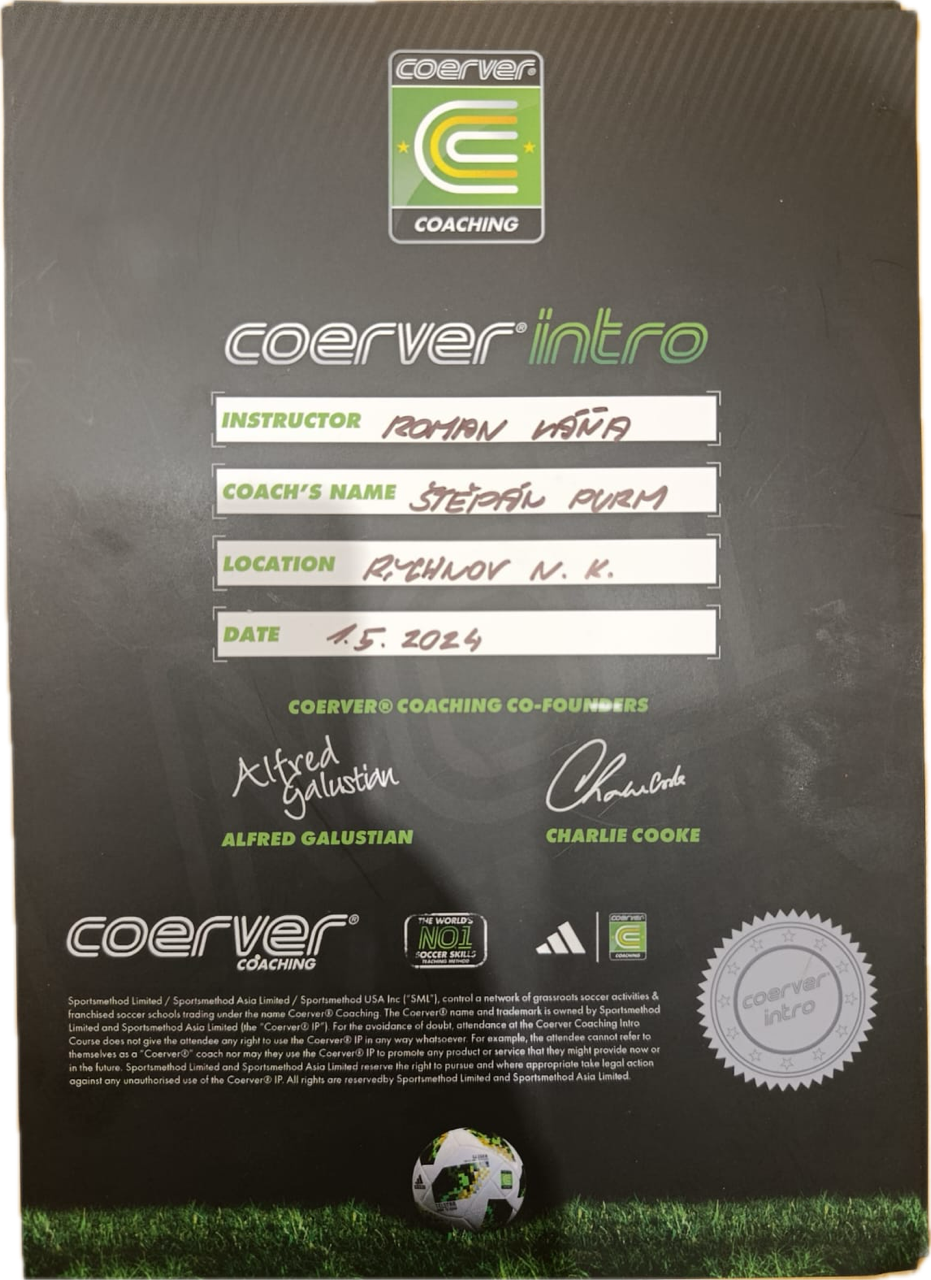 coerver®
COACHING
coerver® intro
INSTRUCTOR ROMAN VÁŇA
COACH'S NAME ŠTĚPÁN PURM
LOCATION RYCHNOV N. K.
DATE 1.5. 2024
COERVER® COACHING CO-FOUNDERS
Alfred Galustian
Charlie Cooke
ALFRED GALUSTIAN
CHARLIE COOKE
coerver®
COACHING
THE WORLD'S
NO1
SOCCER SKILLS
TEACHING METHOD
coerver
COACHING
coerver
intro
Sportsmethod Limited / Sportsmethod Asia Limited / Sportsmethod USA Inc ("SML"), control a network of grassroots soccer activities &
franchised soccer schools trading under the name Coerver® Coaching. The Coerver® name and trademark is owned by Sportsmethod
Limited and Sportsmethod Asia Limited (the "Coerver® IP"). For the avoidance of doubt, attendance at the Coerver Coaching Intro
Course does not give the attendee any right to use the Coerver® IP in any way whatsoever. For example, the attendee cannot refer to
themselves as a "Coerver®" coach nor may they use the Coerver® IP to promote any product or service that they might provide now or
in the future. Sportsmethod Limited and Sportsmethod Asia Limited reserve the right to pursue and where appropriate take legal action
against any unauthorised use of the Coerver® IP. All rights are reservedby Sportsmethod Limited and Sportsmethod Asia Limited.